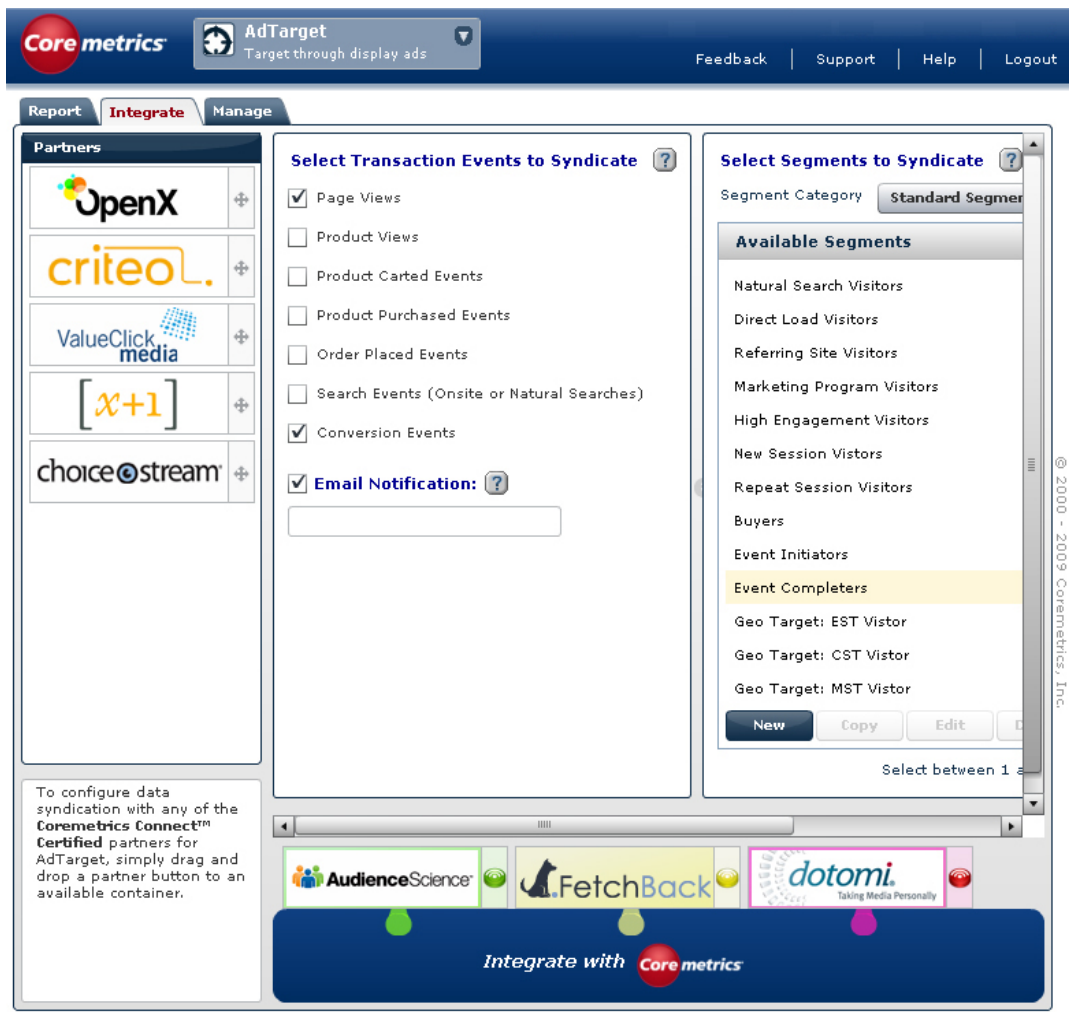 Coremetrics
AdTarget
Target through display ads
Feedback
Support
Help
Logout
Report
Integrate
Manage
Partners
OpenX
criteo
ValueClick
media
[x+1]
choice stream
To configure data
syndication with any of the
Coremetrics Connect™
Certified partners for
AdTarget, simply drag and
drop a partner button to an
available container.
Select Transaction Events to Syndicate ?
Page Views
Product Views
Product Carted Events
Product Purchased Events
Order Placed Events
Search Events (Onsite or Natural Searches)
Conversion Events
Email Notification: ?
Select Segments to Syndicate ?
Segment Category
Standard Segmen
Available Segments
Natural Search Visitors
Direct Load Visitors
Referring Site Visitors
Marketing Program Visitors
High Engagement Visitors
New Session Vistors
Repeat Session Visitors
Buyers
Event Initiators
Event Completers
Geo Target: EST Vistor
Geo Target: CST Vistor
Geo Target: MST Vistor
New
Copy
Edit
D
Select between 1 a
AudienceScience
FetchBack
dotomi.
Taking Media Personally
Integrate with Coremetrics
© 2000 - 2009 Coremetrics, Inc.